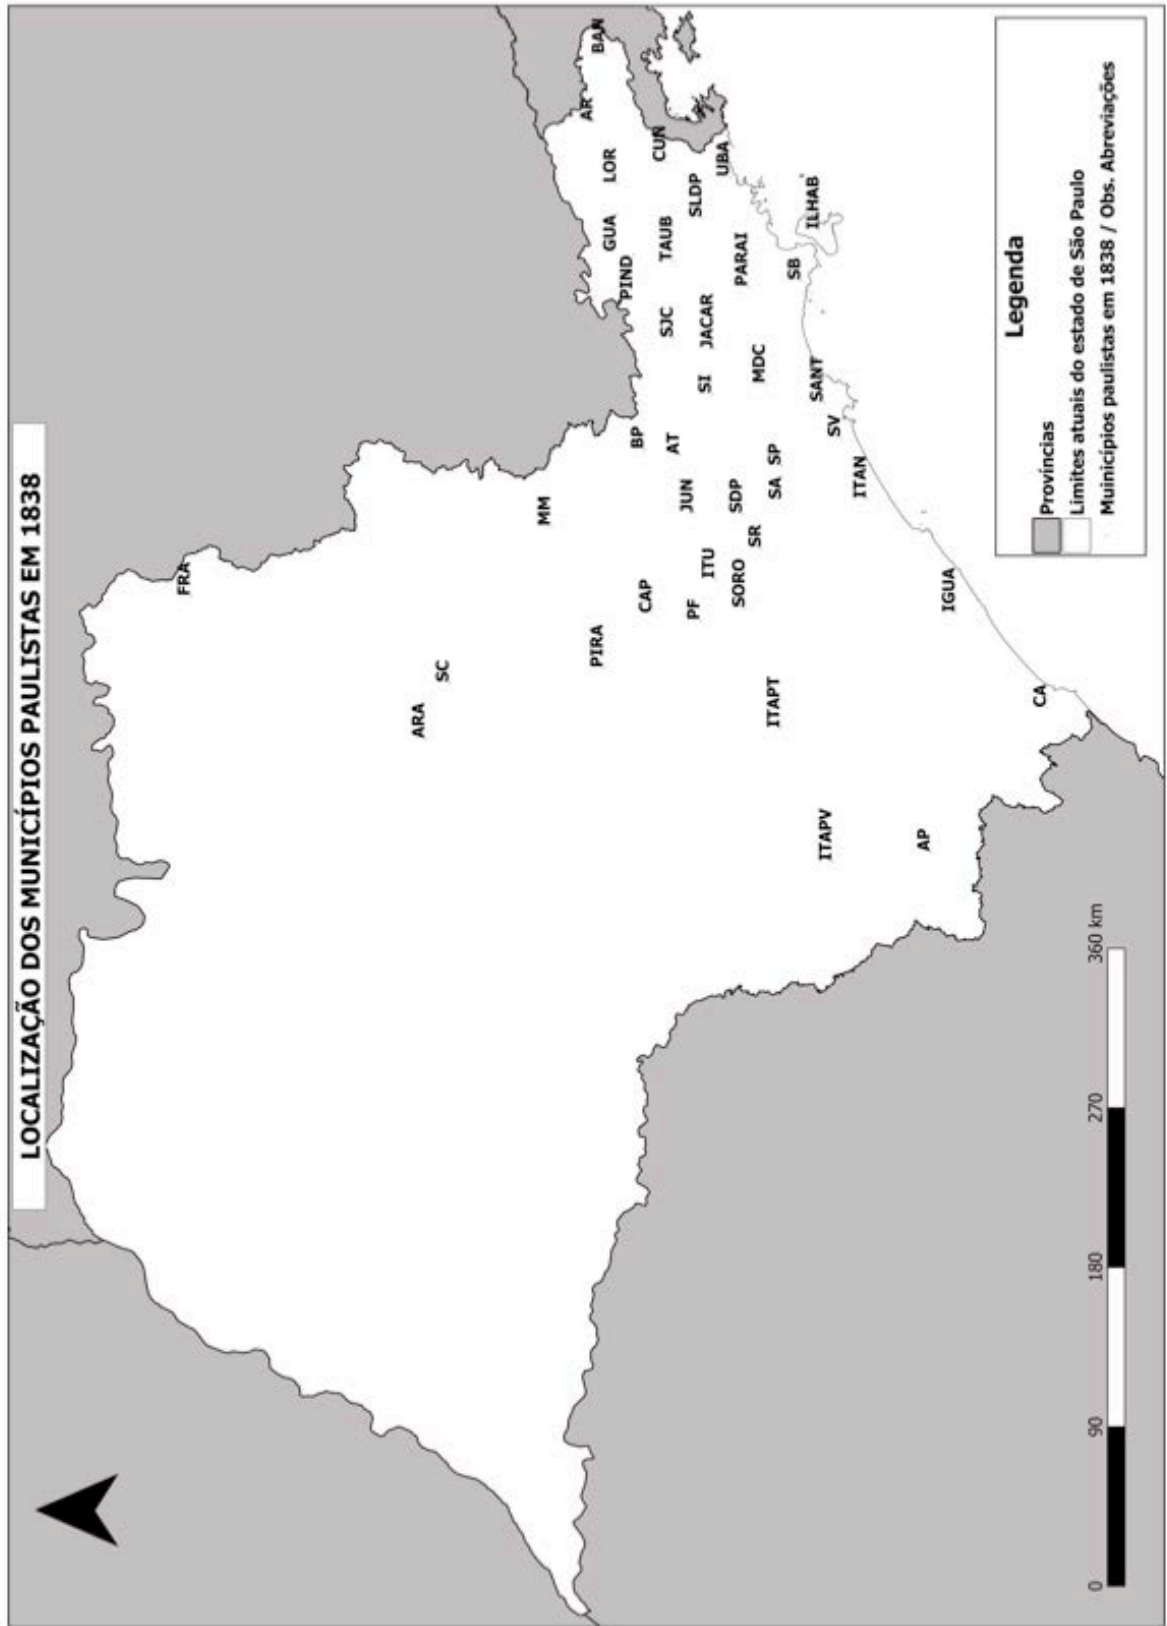 LOCALIZAÇÃO DOS MUNICÍPIOS PAULISTAS EM 1838
FRA
ARA
SC
MM
BAN
AR
PIRA
GUA
LOR
PIND
BP
CAP
CUN
TAUB
SJC
AT
JUN
PF
SLDP
JACAR
SI
ITU
UBA
SDP
SORO
PARAI
SR
MDC
ITAPT
SA
SP
SB
ILHAB
SANT
ITAPV
SV
ITAN
AP
IGUA
CA
Legenda
Províncias
Limites atuais do estado de São Paulo
Muinicípios paulistas em 1838 / Obs. Abreviações
0 90 180 270 360 km